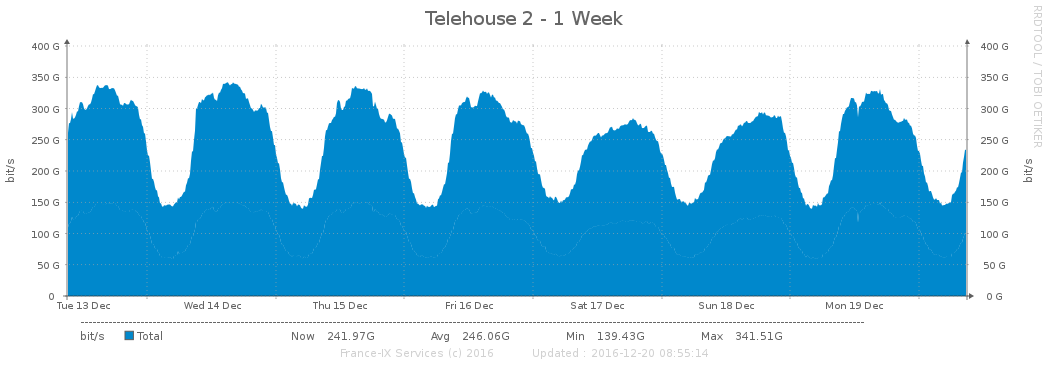 Telehouse 2 - 1 Week
RRDTOOL / TOBI OETIKER
bit/s
400 G 400 G
350 G 350 G
300 G 300 G
250 G 250 G
200 G 200 G
150 G 150 G
100 G 100 G
50 G 50 G
0 0 G
bit/s
Tue 13 Dec Wed 14 Dec Thu 15 Dec Fri 16 Dec Sat 17 Dec Sun 18 Dec Mon 19 Dec
bit/s Total Now 241.97G Avg 246.06G Min 139.43G Max 341.51G
France-IX Services (c) 2016 Updated : 2016-12-20 08:55:14